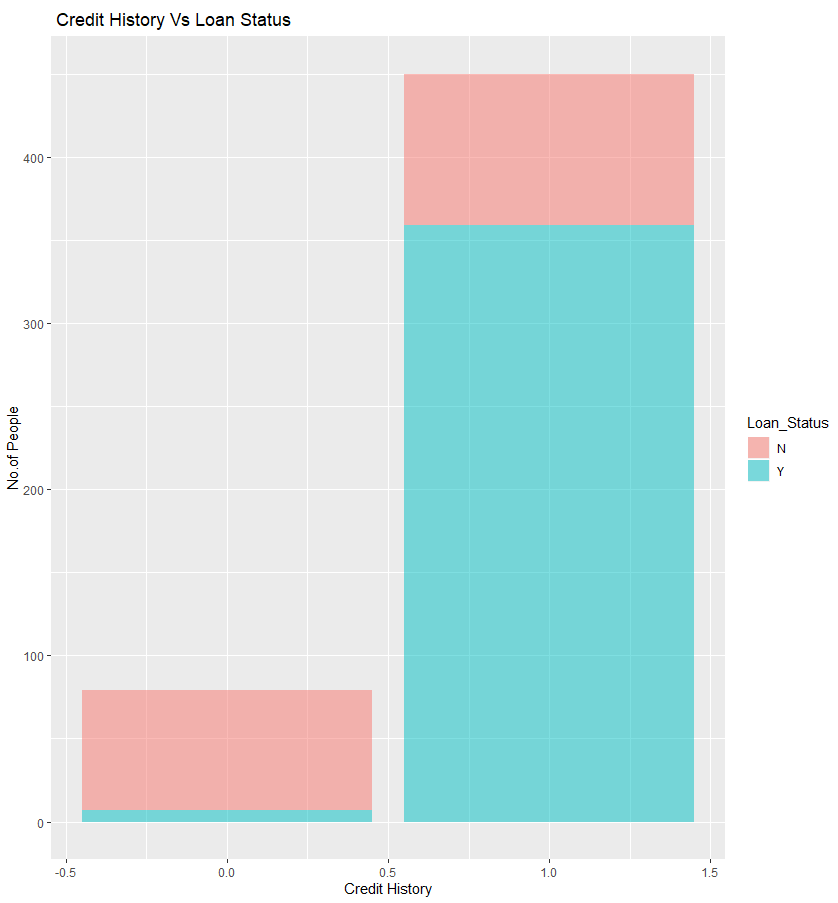 Credit History Vs Loan Status
No.of People
400
300
200
100
0
-0.5 0.0 0.5 1.0 1.5
Credit History
Loan_Status
N
Y